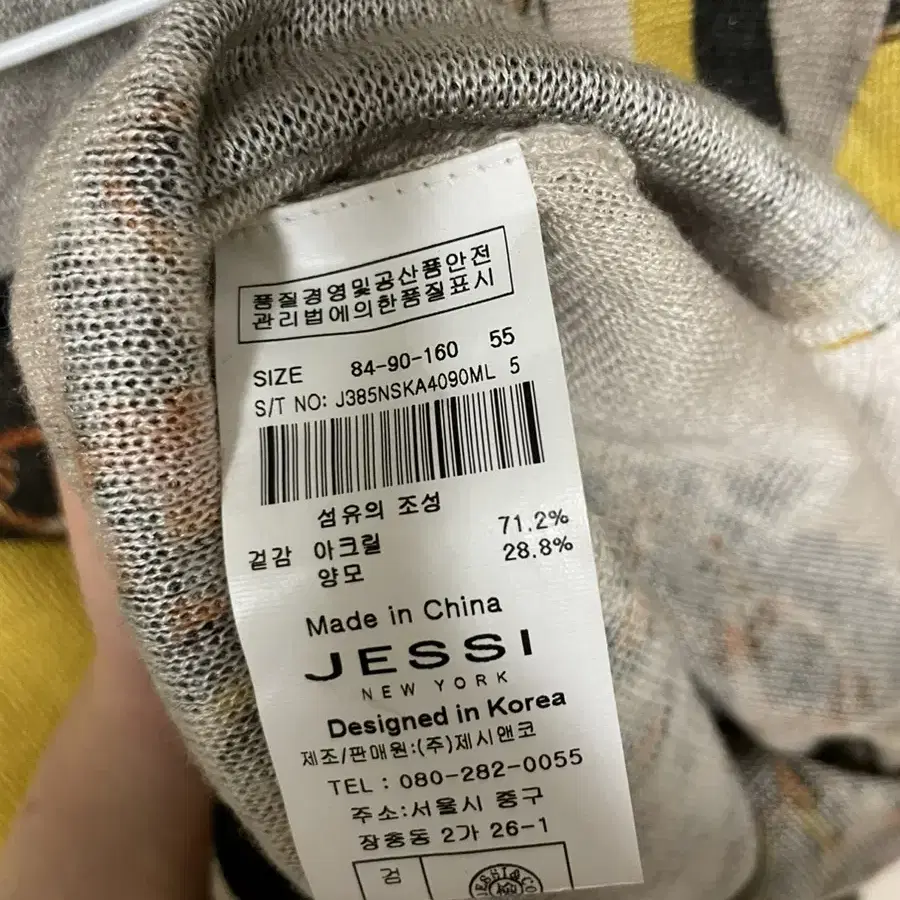 품질경영및공산품안전
관리법에의한품질표시
SIZE 84-90-160 55
S/T NO: J385NSKA4090ML 5
섬유의 조성
겉감 아크릴 71.2%
양모 28.8%
Made in China
JESSI
NEW YORK
Designed in Korea
제조/판매원:(주)제시앤코
TEL : 080-282-0055
주소:서울시 중구
장충동 2가 26-1
검
JESSI&CO